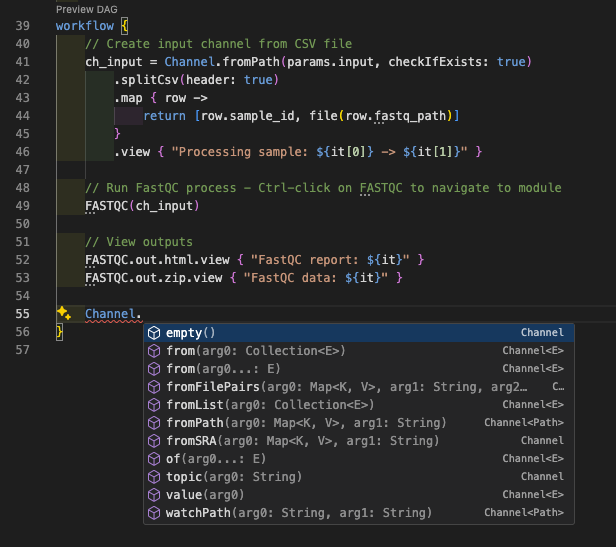 Preview DAG
39 workflow {
40 // Create input channel from CSV file
41 ch_input = Channel.fromPath(params.input, checkIfExists: true)
42 .splitCsv(header: true)
43 .map { row ->
44 return [row.sample_id, file(row.fastq_path)]
45 }
46 .view { "Processing sample: ${it[0]} -> ${it[1]}" }
47
48 // Run FastQC process - Ctrl-click on FASTQC to navigate to module
49 FASTQC(ch_input)
50
51 // View outputs
52 FASTQC.out.html.view { "FastQC report: ${it}" }
53 FASTQC.out.zip.view { "FastQC data: ${it}" }
54
55 Channel.
56 }
empty() Channel
57
from(arg0: Collection<E>) Channel<E>
from(arg0...: E) Channel<E>
fromFilePairs(arg0: Map<K, V>, arg1: String, arg2… C…
fromList(arg0: Collection<E>) Channel<E>
fromPath(arg0: Map<K, V>, arg1: String) Channel<Path>
fromSRA(arg0: Map<K, V>, arg1: String) Channel
of(arg0...: E) Channel<E>
topic(arg0: String) Channel
value(arg0) Channel<E>
watchPath(arg0: String, arg1: String) Channel<Path>